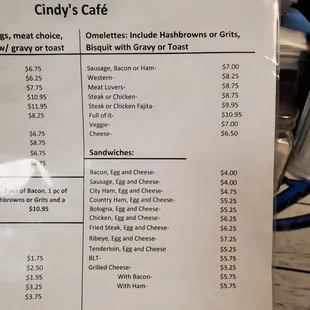 Cindy's Café
gs, meat choice,
w/ gravy or toast
$6.75
$6.25
$7.75
$10.95
$11.95
$8.25
$6.75
$8.75
$6.75
$6.75
2 pcs of Bacon, 1 pc of
hbrowns or Grits and a
$10.95
$1.75
$2.50
$1.95
$3.25
$3.75
Omelettes: Include Hashbrowns or Grits,
Bisquit with Gravy or Toast
Sausage, Bacon or Ham- $7.75
Western- $8.25
Meat Lovers- $8.75
Steak or Chicken- $8.75
Steak or Chicken Fajita- $9.95
Full of it- $10.95
Veggie- $7.00
Cheese- $6.50
Sandwiches:
Bacon, Egg and Cheese- $4.00
Sausage, Egg and Cheese- $4.00
City Ham, Egg and Cheese- $4.75
Country Ham, Egg and Cheese- $5.25
Bologna, Egg and Cheese- $5.25
Chicken, Egg and Cheese- $6.25
Fried Steak, Egg and Cheese- $6.25
Ribeye, Egg and Cheese- $7.25
Tenderloin, Egg and Cheese $5.25
BLT- $5.75
Grilled Cheese- $3.25
With Bacon- $5.75
With Ham- $5.75